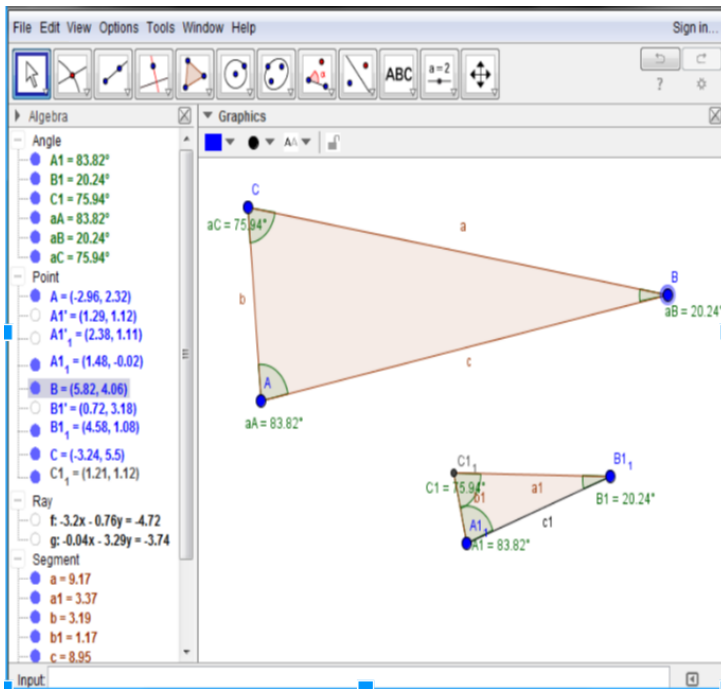 File Edit View Options Tools Window Help Sign in...
ABC a=2
?
Algebra
Graphics
AA
Angle
A1 = 83.82°
B1 = 20.24°
C1 = 75.94°
aA = 83.82°
aB = 20.24°
aC = 75.94°
Point
A = (-2.96, 2.32)
A1' = (1.29, 1.12)
A1'₁ = (2.38, 1.11)
A1₁ = (1.48, -0.02)
B = (5.82, 4.06)
B1' = (0.72, 3.18)
B1₁ = (4.58, 1.08)
C = (-3.24, 5.5)
C1₁ = (1.21, 1.12)
Ray
f: -3.2x - 0.76y = -4.72
g: -0.04x - 3.29y = -3.74
Segment
a = 9.17
a1 = 3.37
b = 3.19
b1 = 1.17
c = 8.95
Input:
C
aC = 75.94°
a
B
aB = 20.24°
b
c
A
aA = 83.82°
C1₁
B1₁
C1 = 75.94°
b1
a1
B1 = 20.24°
c1
A1₁
A1 = 83.82°